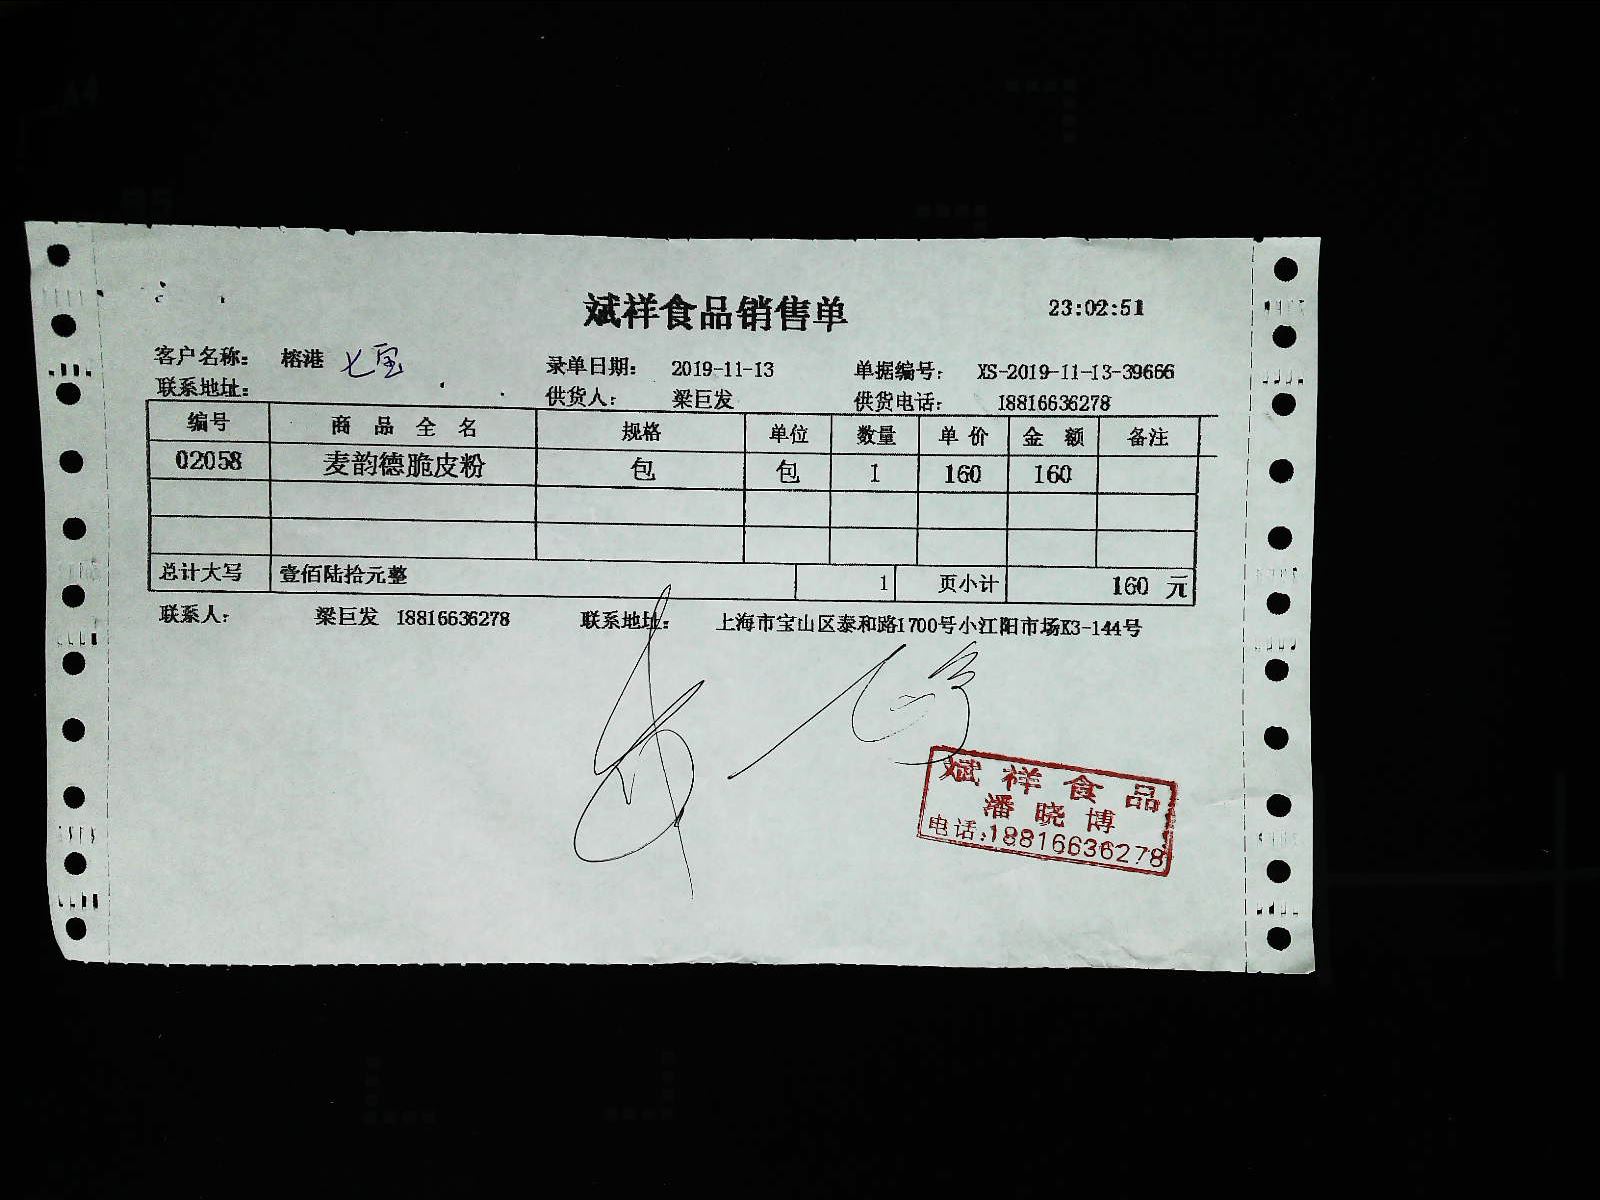 斌祥食品销售单 23:02:51
客户名称: 榕港 七宝 录单日期: 2019-11-13 单据编号: XS-2019-11-13-39666
联系地址: 供货人: 梁巨发 供货电话: 18816636278
编号 商品全名 规格 单位 数量 单价 金额 备注
02058 麦韵德脆皮粉 包 包 1 160 160
总计大写 壹佰陆拾元整 1 页小计 160 元
联系人: 梁巨发 18816636278 联系地址: 上海市宝山区泰和路1700号小江阳市场K3-144号
斌祥食品
潘晓博
电话:18816636278